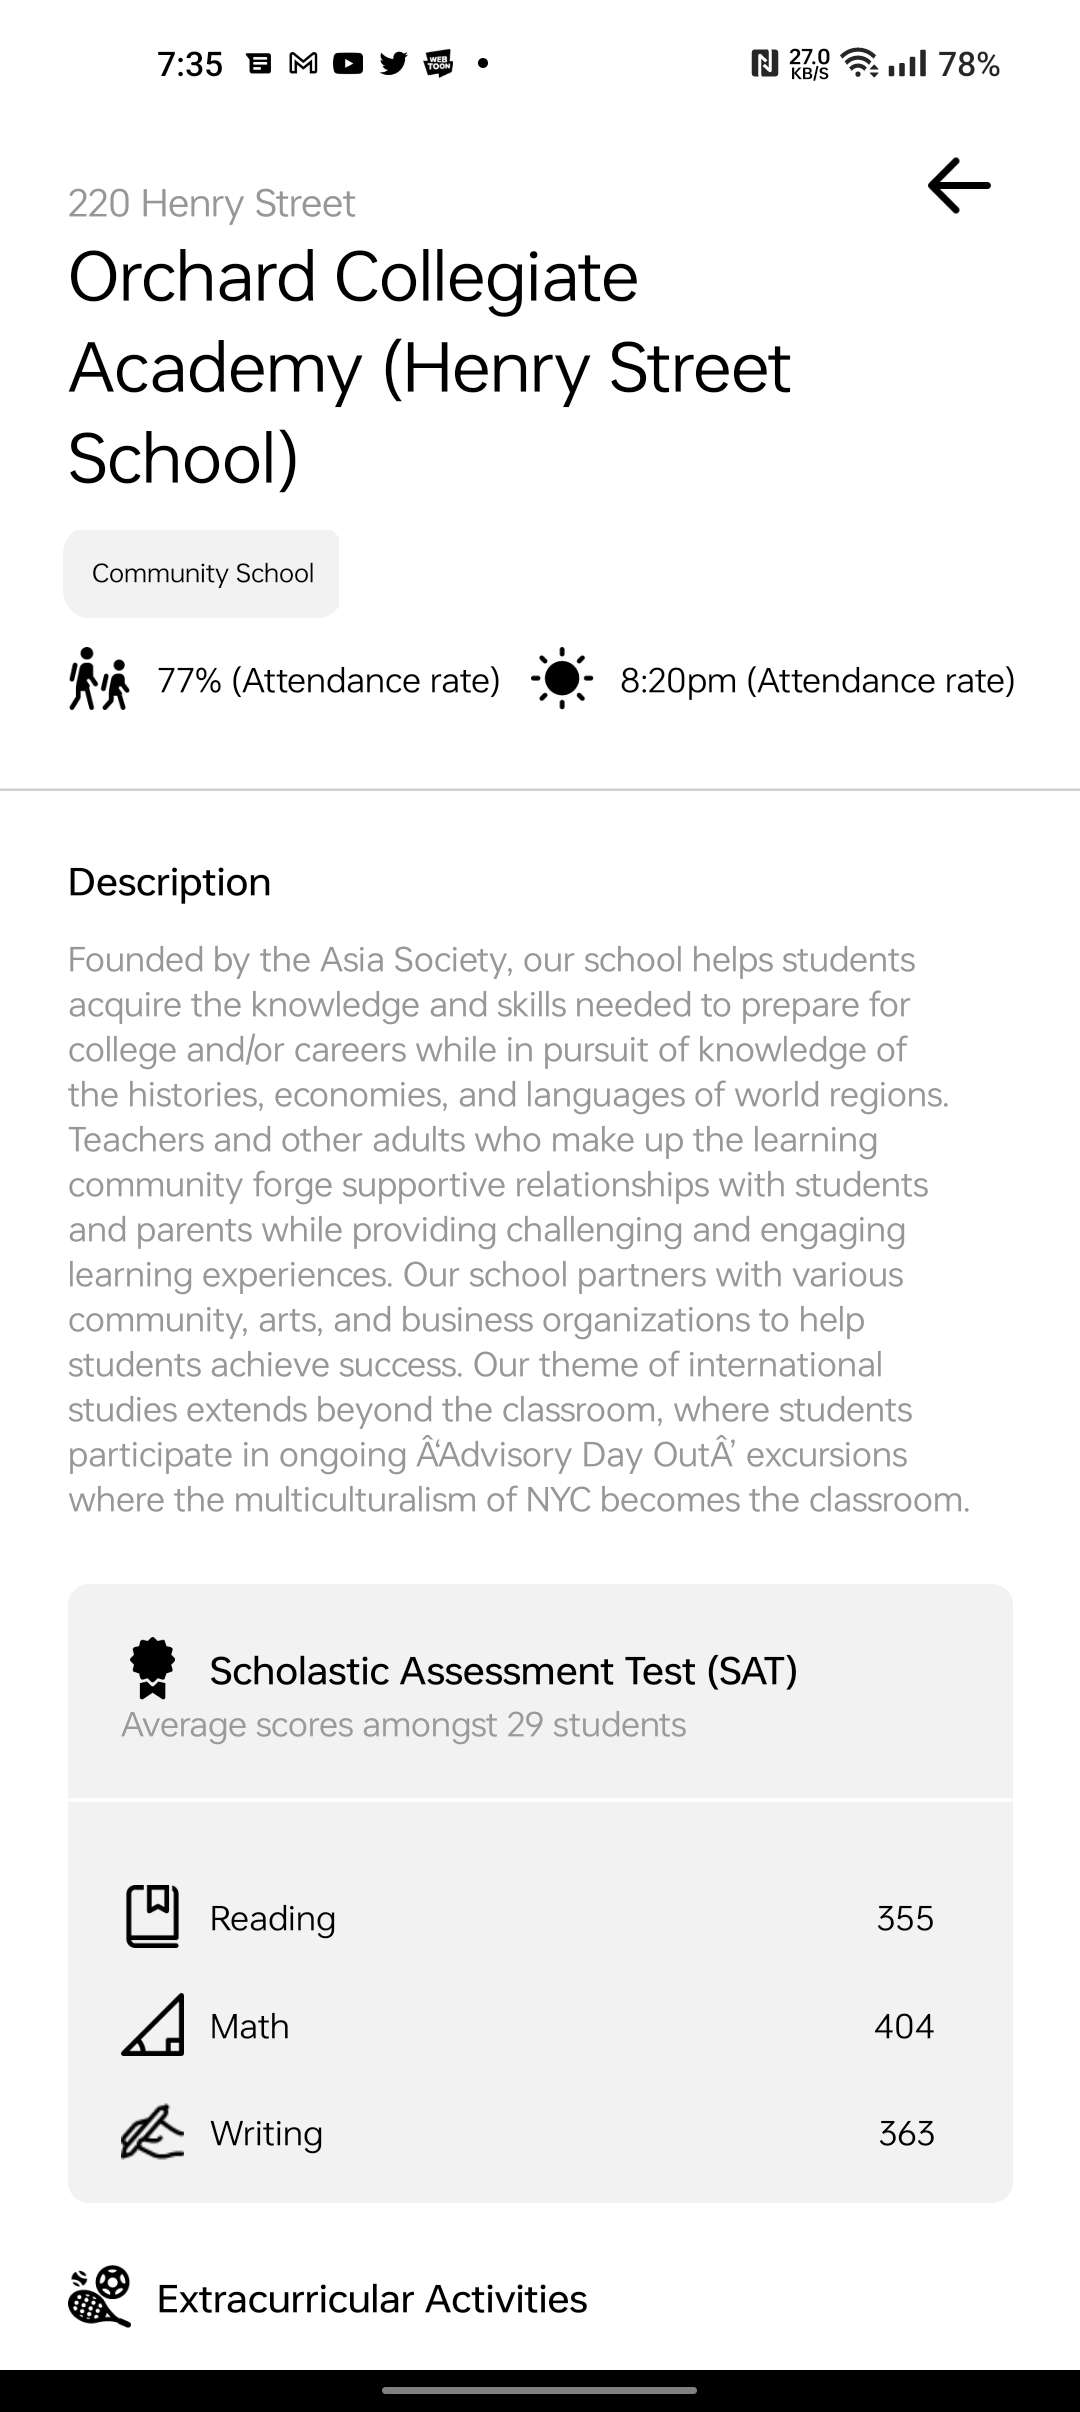 7:35
WEB
TOON
27.0
KB/S
78%
220 Henry Street
Orchard Collegiate
Academy (Henry Street
School)
Community School
77% (Attendance rate)
8:20pm (Attendance rate)
Description
Founded by the Asia Society, our school helps students
acquire the knowledge and skills needed to prepare for
college and/or careers while in pursuit of knowledge of
the histories, economies, and languages of world regions.
Teachers and other adults who make up the learning
community forge supportive relationships with students
and parents while providing challenging and engaging
learning experiences. Our school partners with various
community, arts, and business organizations to help
students achieve success. Our theme of international
studies extends beyond the classroom, where students
participate in ongoing Â‘Advisory Day OutÂ’ excursions
where the multiculturalism of NYC becomes the classroom.
Scholastic Assessment Test (SAT)
Average scores amongst 29 students
Reading 355
Math 404
Writing 363
Extracurricular Activities